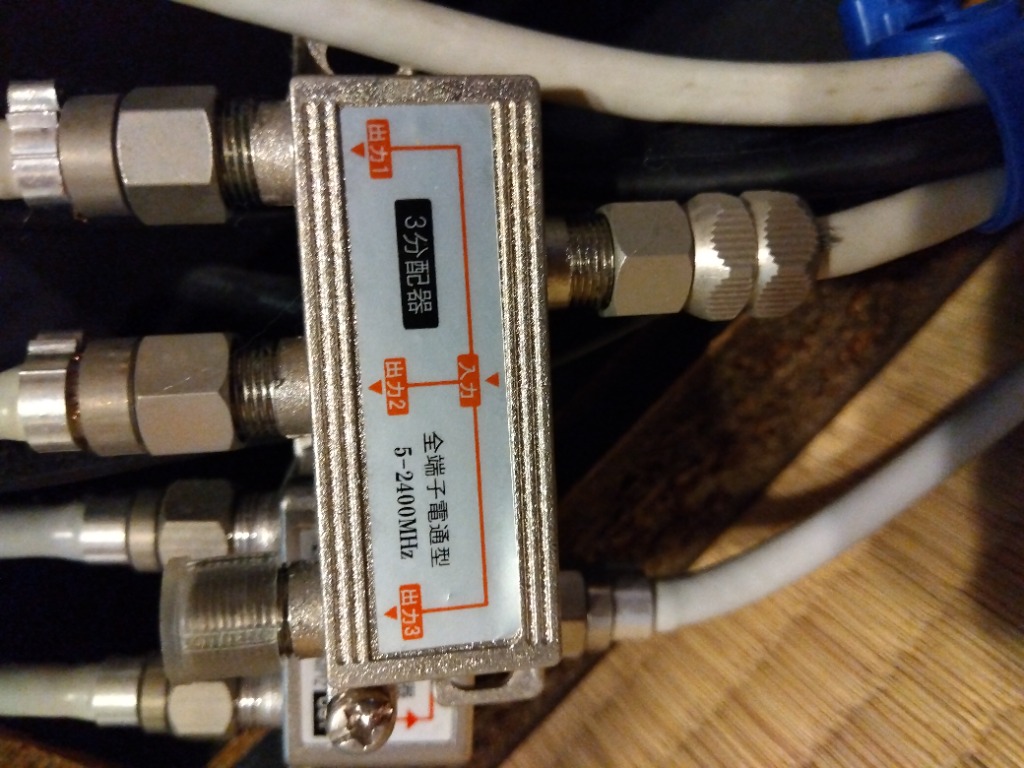 出力1
3分配器
入力
出力2
全端子電通型
5-2400MHz
出力3